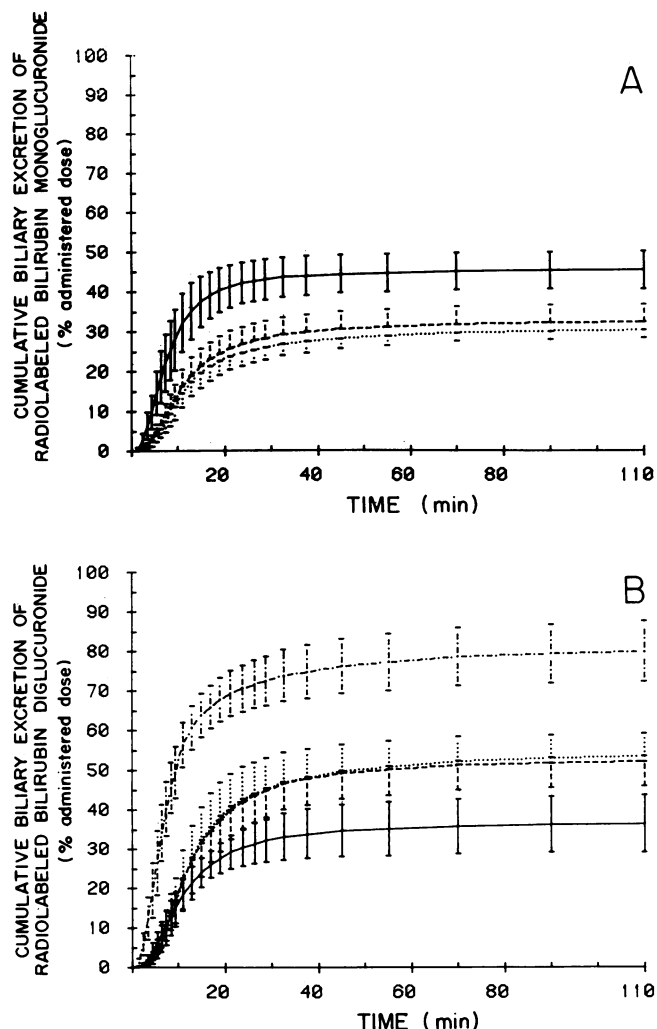 A
CUMULATIVE BILIARY EXCRETION OF
RADIOLABELED BILIRUBIN MONOGLUCURONIDE
(% administered dose)
100
90
80
70
60
50
40
30
20
10
0
20 40 60 80 110
TIME (min)
B
CUMULATIVE BILIARY EXCRETION OF
RADIOLABELED BILIRUBIN DIGLUCURONIDE
(% administered dose)
100
90
80
70
60
50
40
30
20
10
0
20 40 60 80 110
TIME (min)